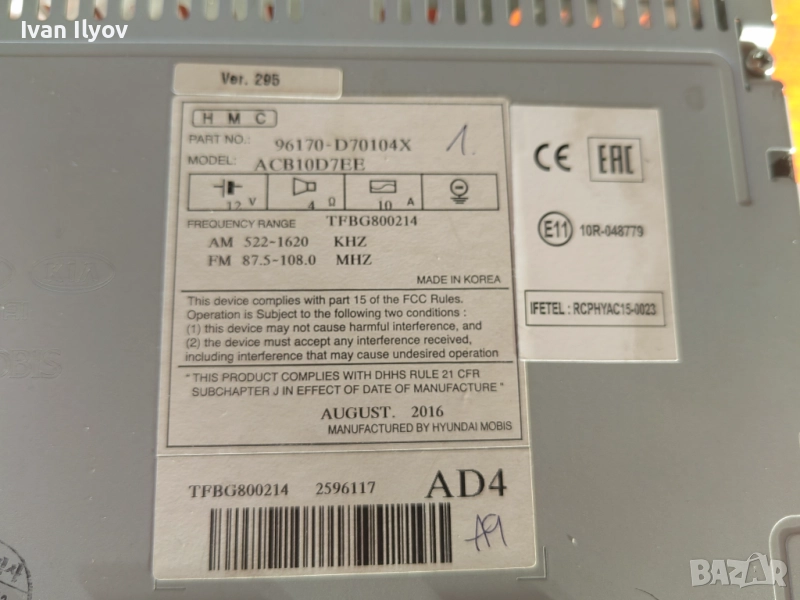 Ivan Ilyov
Ver. 295
H M C
PART NO.: 96170-D70104X
1.
MODEL: ACB10D7EE
12 V
4 Ω
10 A
FREQUENCY RANGE TFBG800214
AM 522-1620 KHZ
FM 87.5-108.0 MHZ
MADE IN KOREA
This device complies with part 15 of the FCC Rules.
Operation is Subject to the following two conditions :
(1) this device may not cause harmful interference, and
(2) the device must accept any interference received,
including interference that may cause undesired operation
"THIS PRODUCT COMPLIES WITH DHHS RULE 21 CFR
SUBCHAPTER J IN EFFECT OF DATE OF MANUFACTURE"
AUGUST. 2016
MANUFACTURED BY HYUNDAI MOBIS
TFBG800214 2596117 AD4
A9
CE EAC
E11 10R-048779
IFETEL : RCPHYAC15-0023
BAZAR